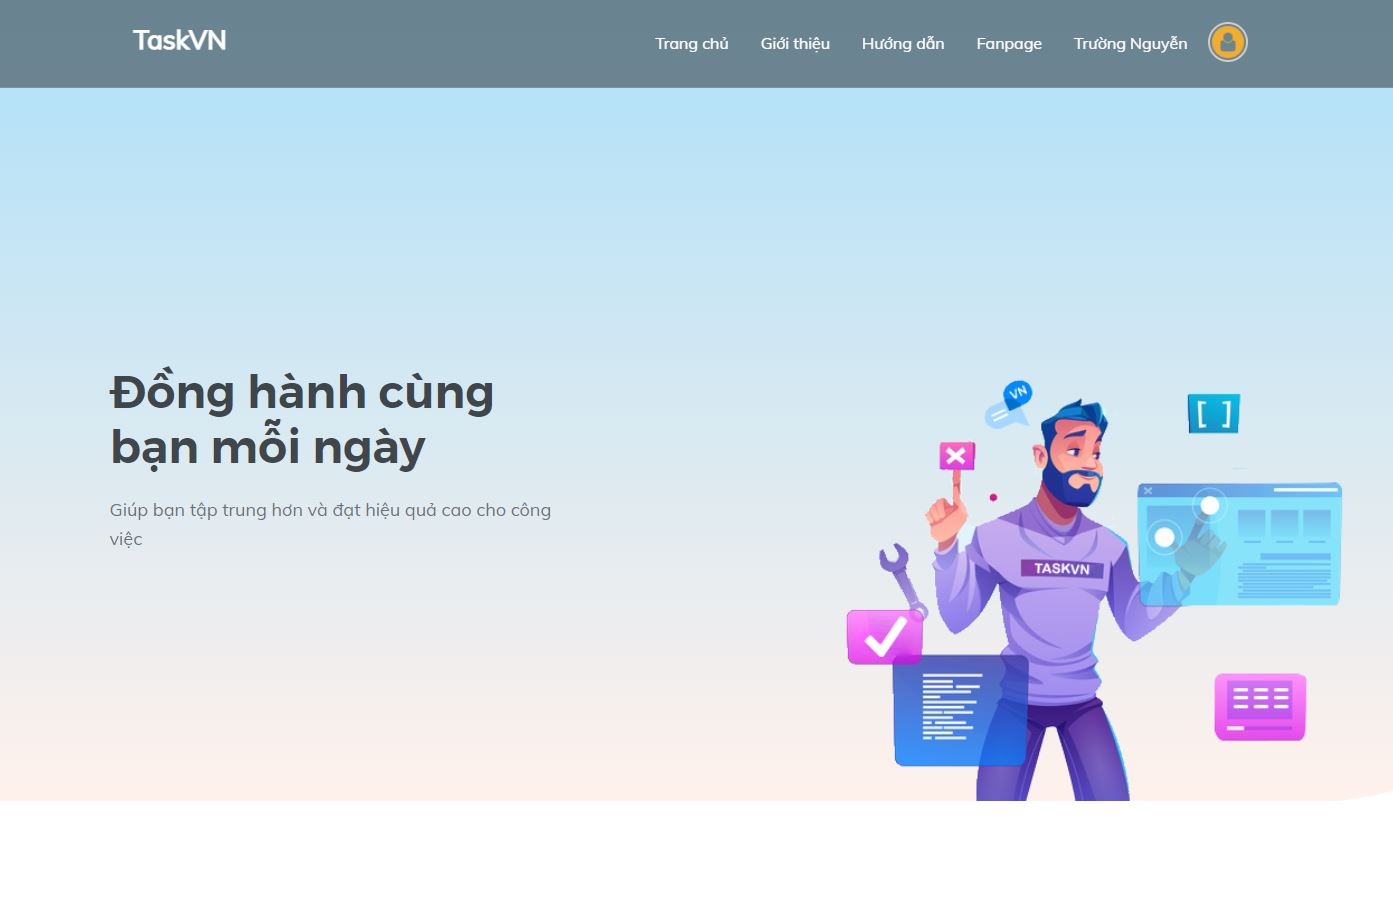 TaskVN
Trang chủ
Giới thiệu
Hướng dẫn
Fanpage
Trường Nguyễn
Đồng hành cùng
bạn mỗi ngày
Giúp bạn tập trung hơn và đạt hiệu quả cao cho công
việc
VN
[ ]
TASKVN